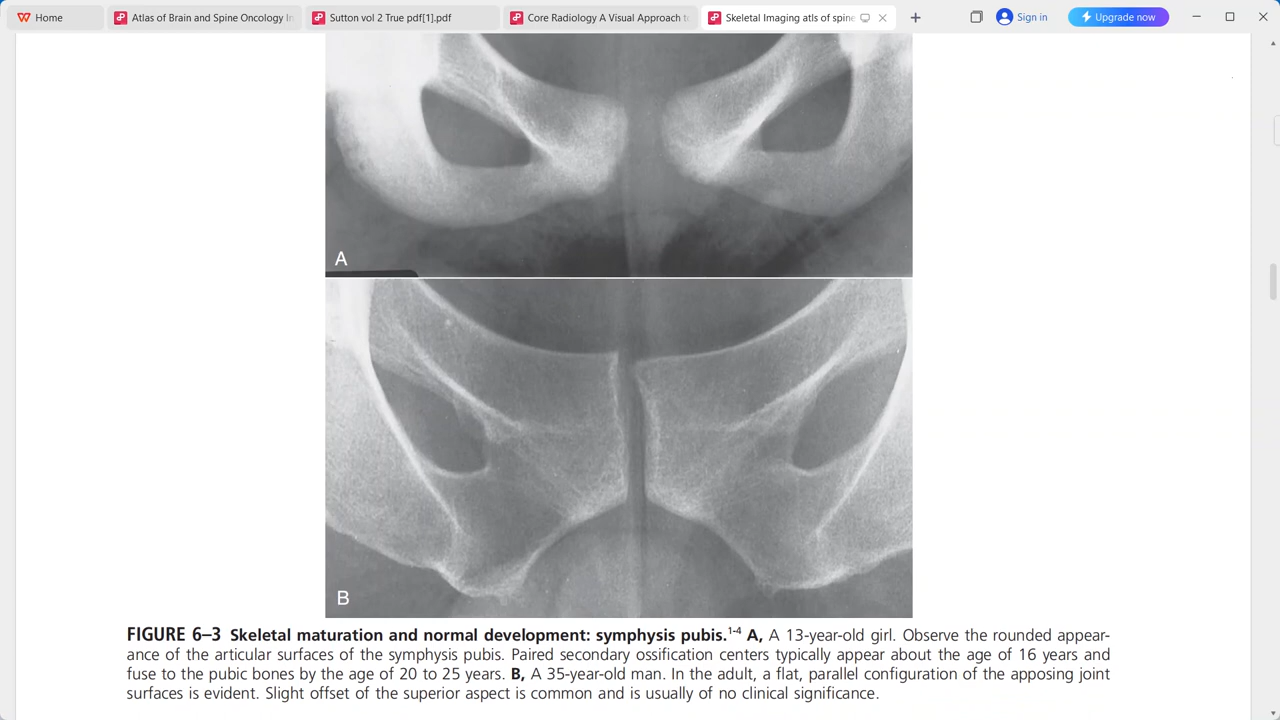 Home
Atlas of Brain and Spine Oncology I
Sutton vol 2 True pdf[1].pdf
Core Radiology A Visual Approach t
Skeletal Imaging atls of spine
Sign in
Upgrade now
A
B
FIGURE 6–3 Skeletal maturation and normal development: symphysis pubis.1-4 A, A 13-year-old girl. Observe the rounded appear-
ance of the articular surfaces of the symphysis pubis. Paired secondary ossification centers typically appear about the age of 16 years and
fuse to the pubic bones by the age of 20 to 25 years. B, A 35-year-old man. In the adult, a flat, parallel configuration of the apposing joint
surfaces is evident. Slight offset of the superior aspect is common and is usually of no clinical significance.